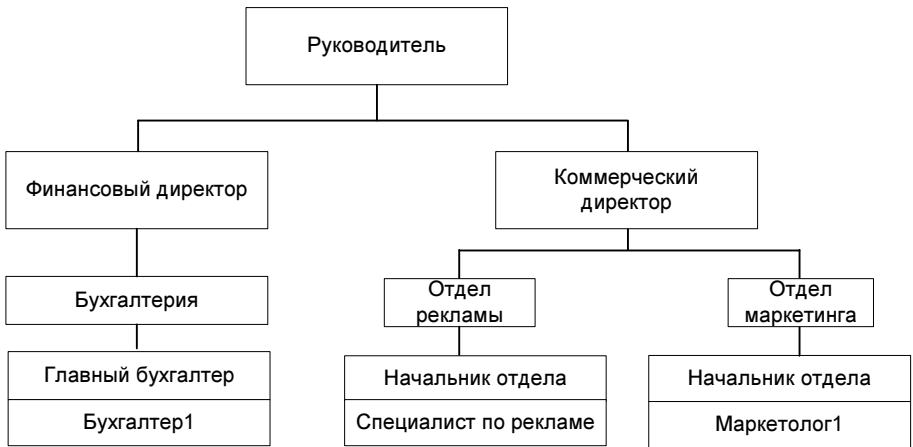 Руководитель
Финансовый директор
Коммерческий
директор
Бухгалтерия
Отдел
рекламы
Отдел
маркетинга
Главный бухгалтер
Бухгалтер1
Начальник отдела
Специалист по рекламе
Начальник отдела
Маркетолог1